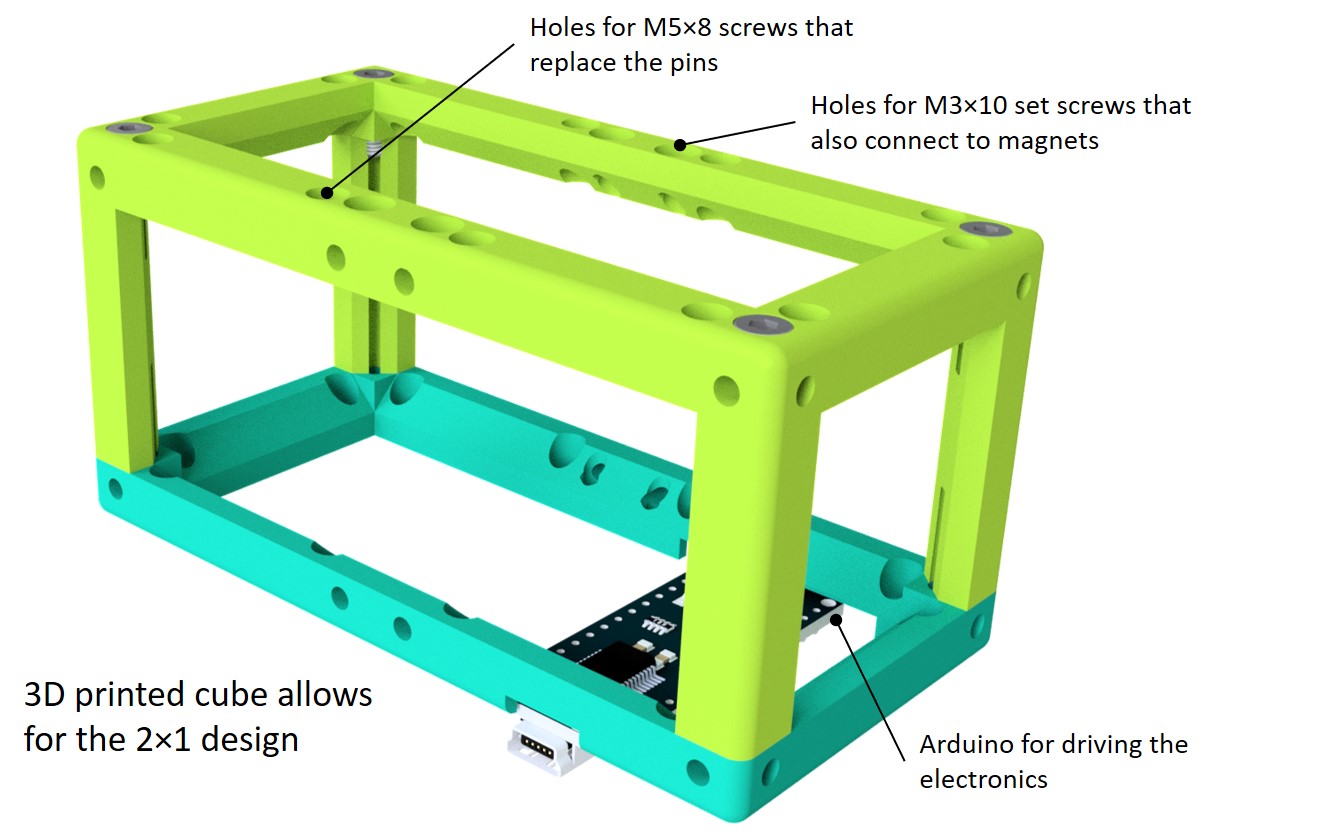 Holes for M5×8 screws that
replace the pins
Holes for M3×10 set screws that
also connect to magnets
3D printed cube allows
for the 2×1 design
Arduino for driving the
electronics